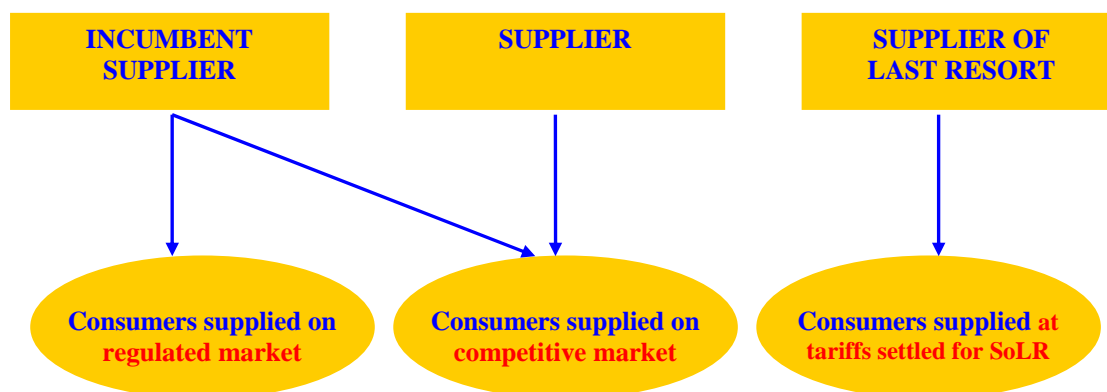 INCUMBENT
SUPPLIER
SUPPLIER
SUPPLIER OF
LAST RESORT
Consumers supplied on
regulated market
Consumers supplied on
competitive market
Consumers supplied at
tariffs settled for SoLR